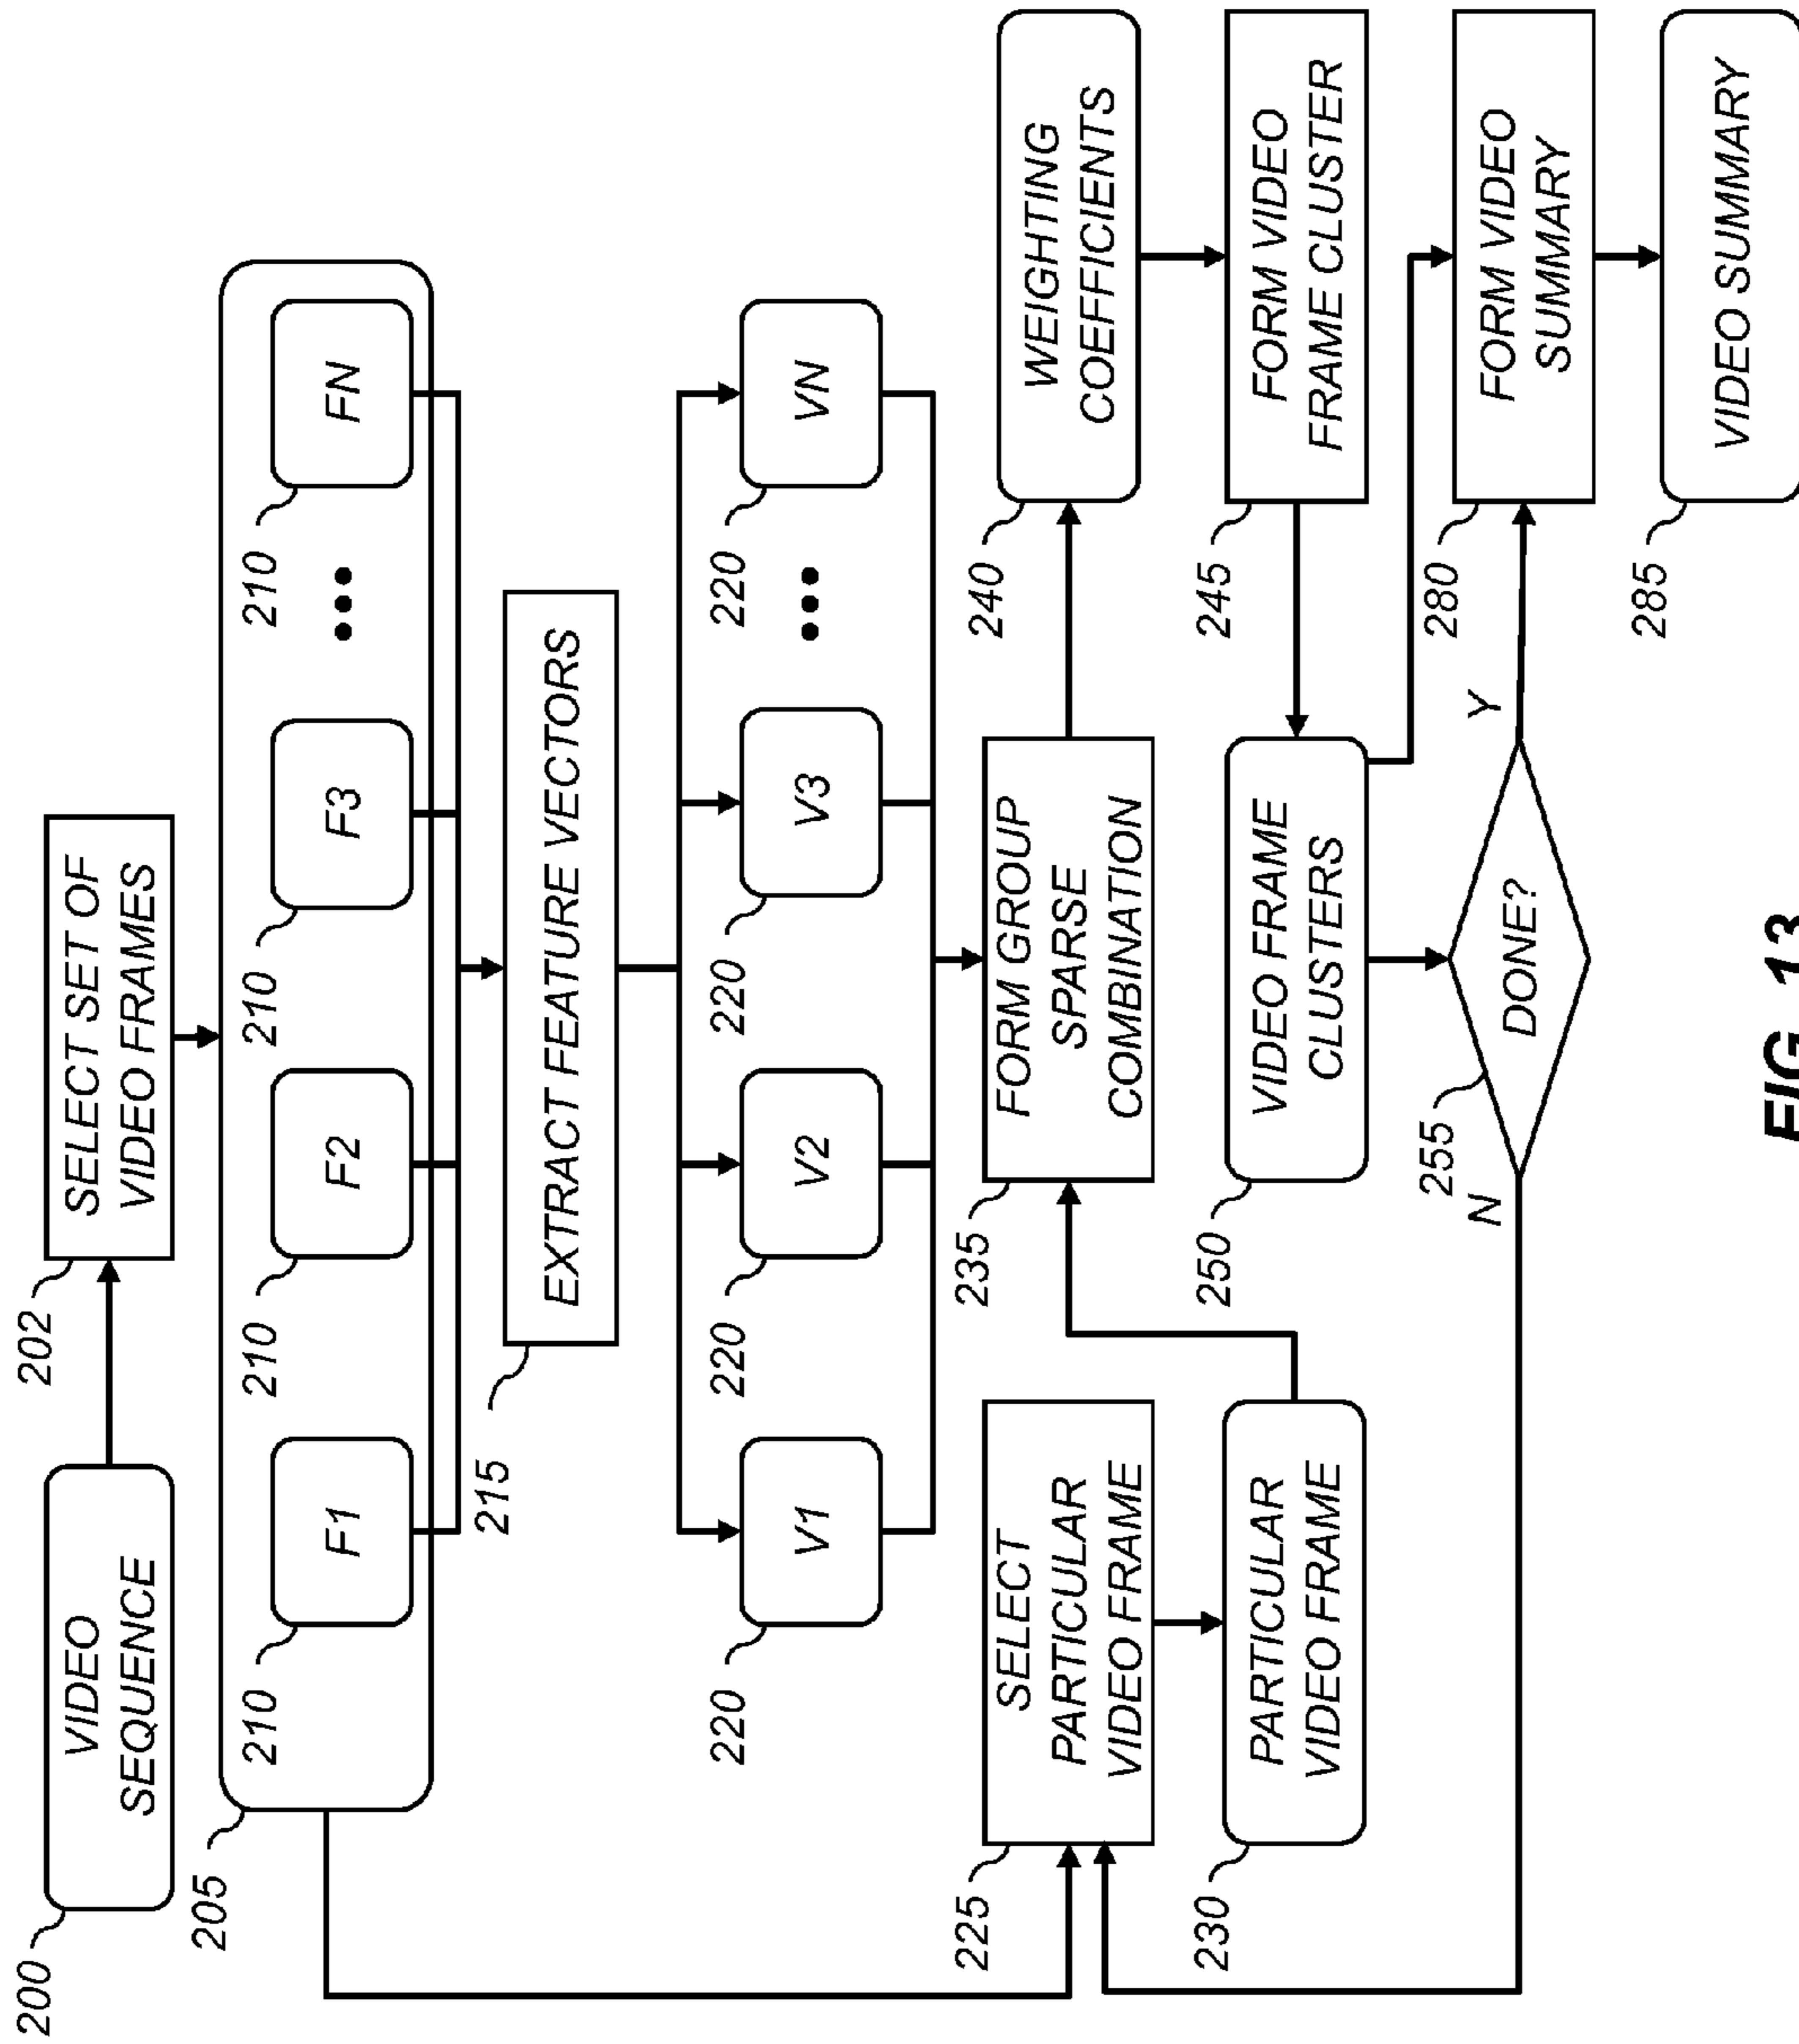 200
VIDEO
SEQUENCE
202
SELECT SET OF
VIDEO FRAMES
205
210
F1
210
F2
210
F3
210
FN
215
EXTRACT FEATURE VECTORS
220
V1
220
V2
220
V3
220
VN
225
SELECT
PARTICULAR
VIDEO FRAME
235
FORM GROUP
SPARSE
COMBINATION
240
WEIGHTING
COEFFICIENTS
230
PARTICULAR
VIDEO FRAME
250
VIDEO FRAME
CLUSTERS
245
FORM VIDEO
FRAME CLUSTER
255
N
DONE?
Y
280
FORM VIDEO
SUMMARY
285
VIDEO SUMMARY
FIG. 13